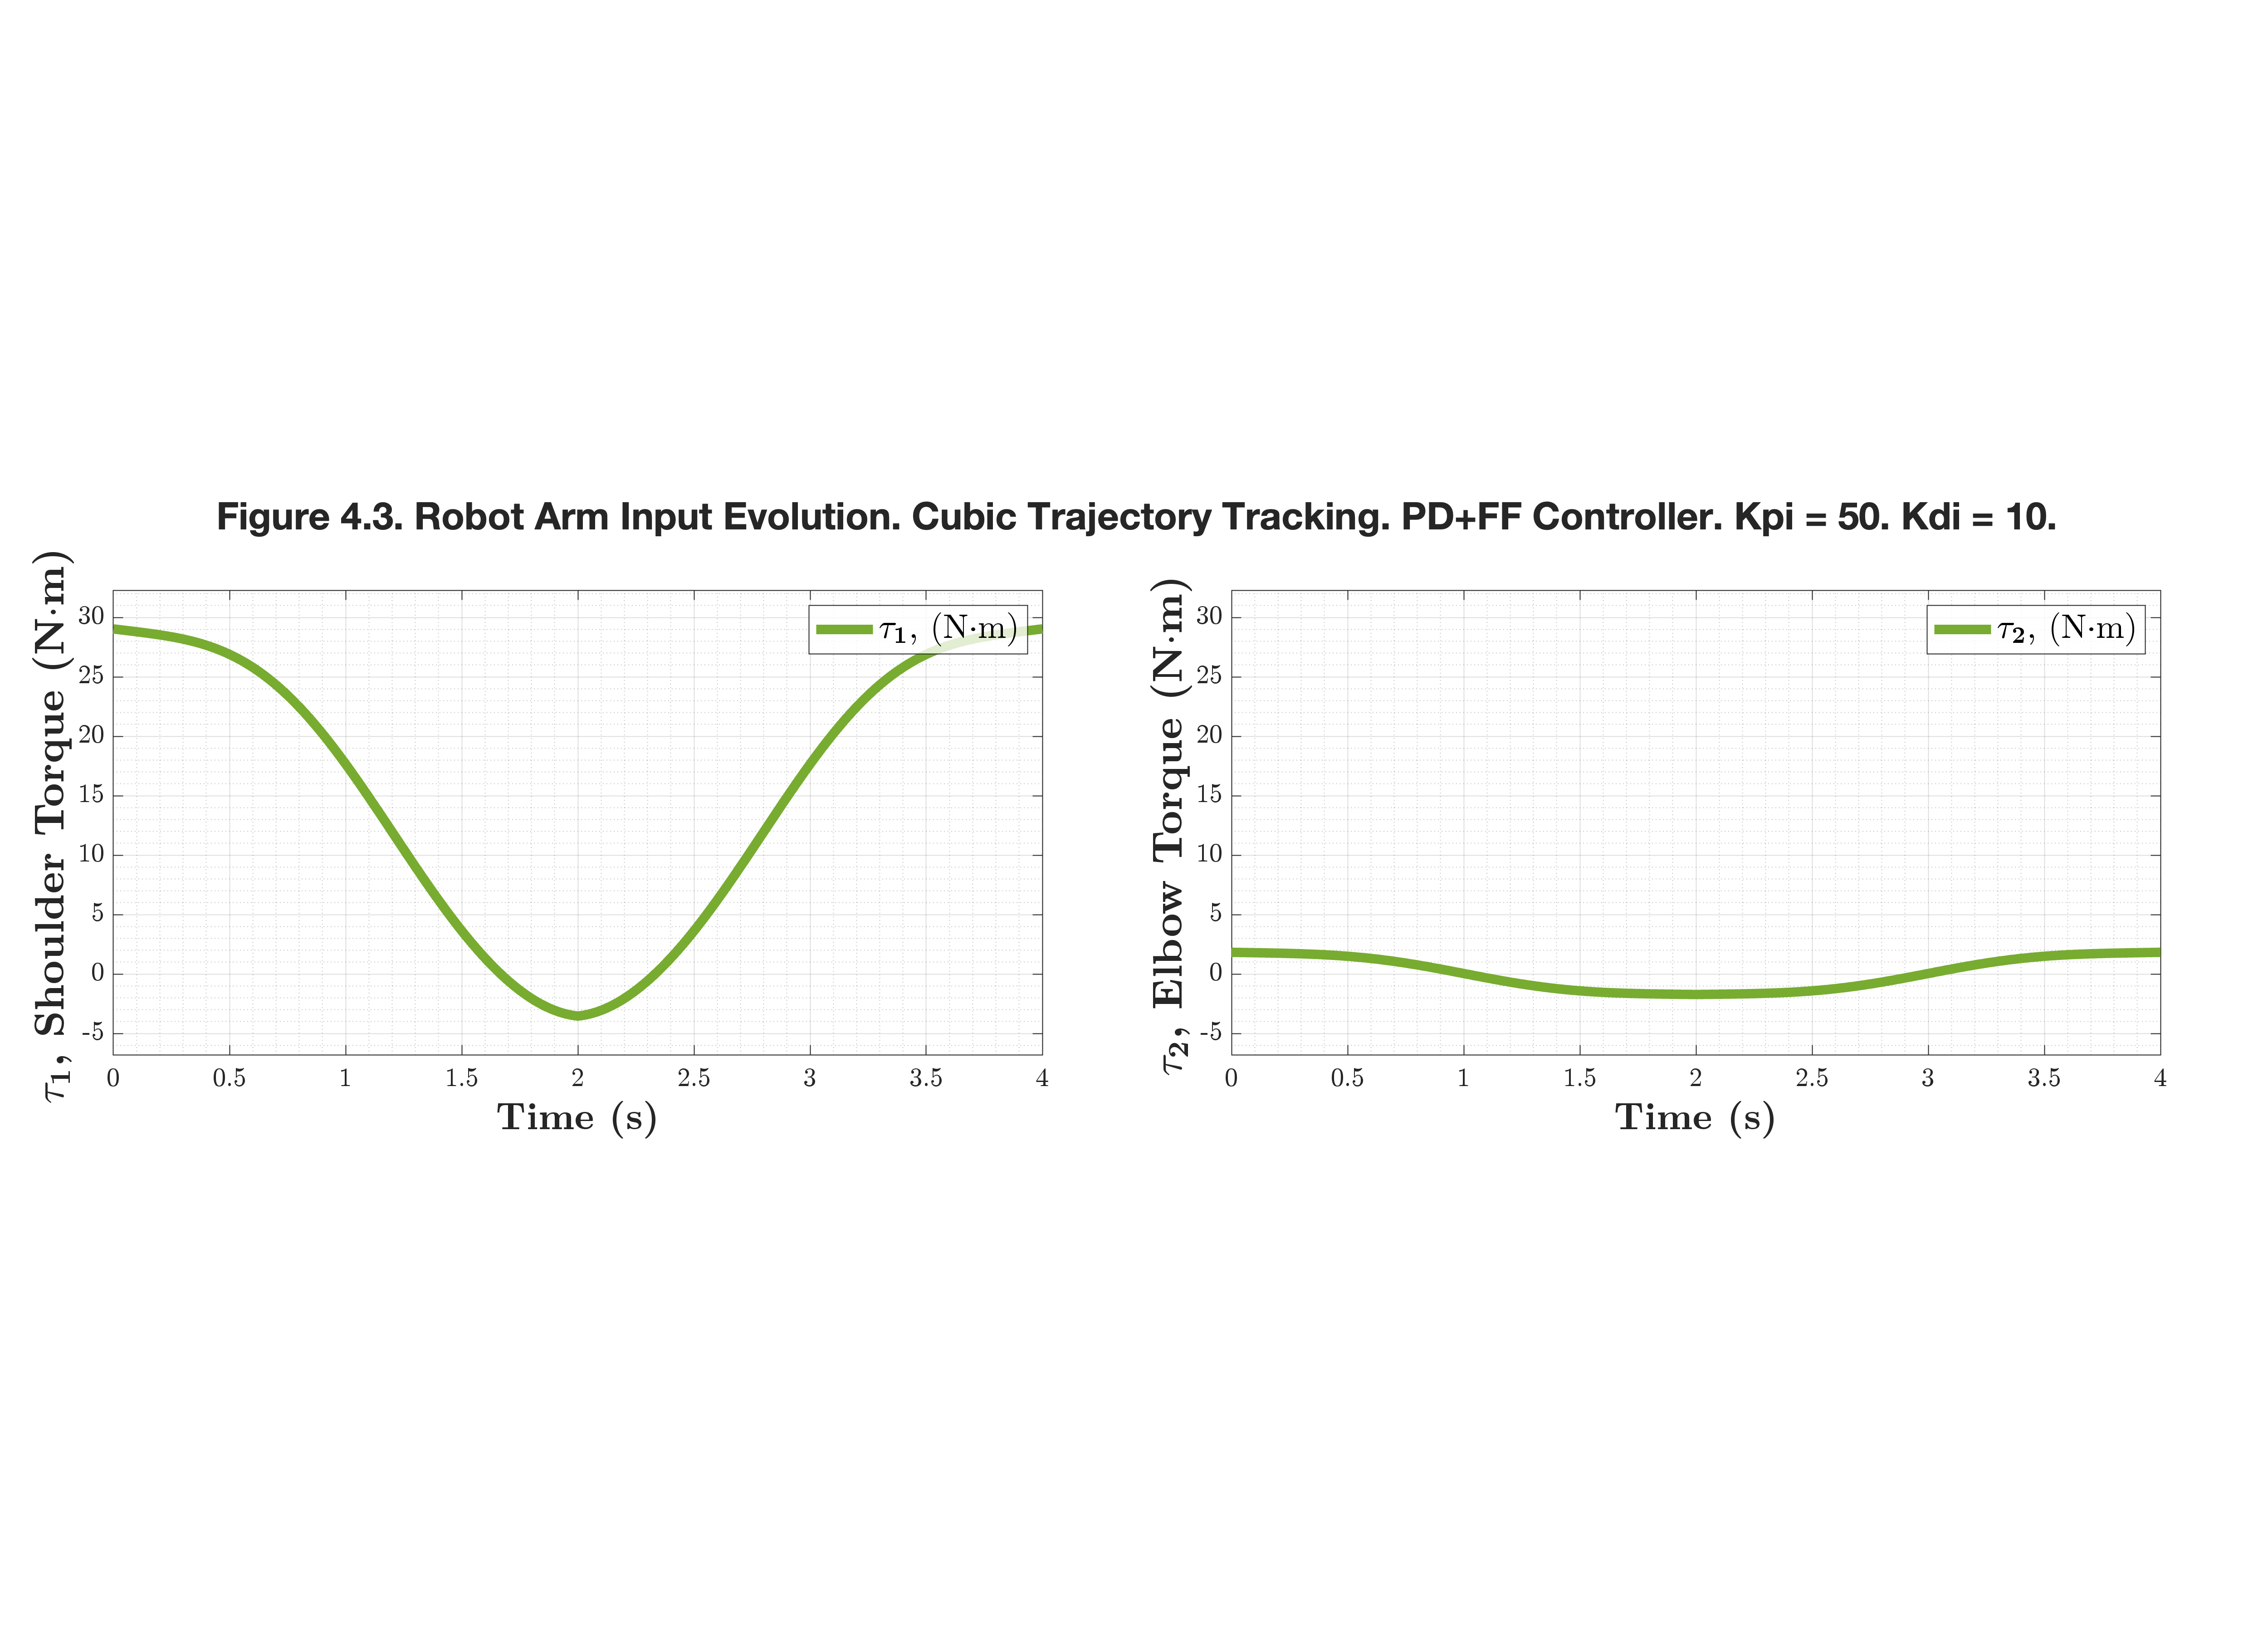 Figure 4.3. Robot Arm Input Evolution. Cubic Trajectory Tracking. PD+FF Controller. Kpi = 50. Kdi = 10.
τ1, Shoulder Torque (N·m)
30
25
20
15
10
5
0
-5
τ1, (N·m)
0 0.5 1 1.5 2 2.5 3 3.5 4
Time (s)
τ2, Elbow Torque (N·m)
30
25
20
15
10
5
0
-5
τ2, (N·m)
0 0.5 1 1.5 2 2.5 3 3.5 4
Time (s)